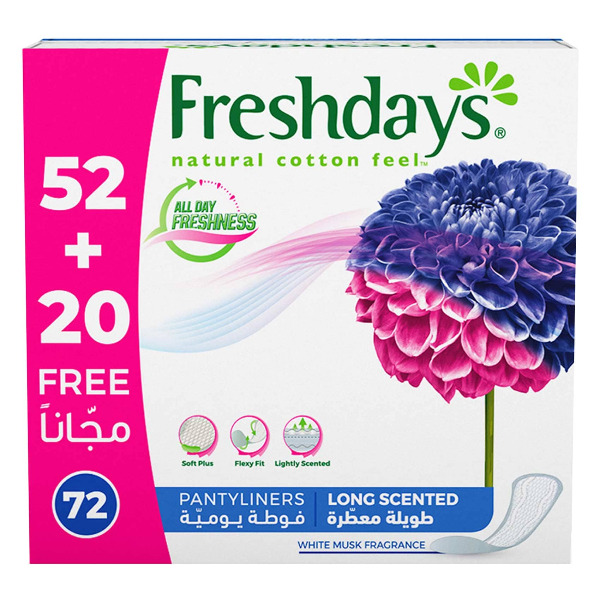 Freshdays
Freshdays®
natural cotton feel™
52
+
20
FREE
مجّاناً
72
ALL DAY
FRESHNESS
Soft Plus
Flexy Fit
Lightly Scented
PANTYLINERS
فوطة يوميّة
LONG SCENTED
طويلة معطّرة
WHITE MUSK FRAGRANCE